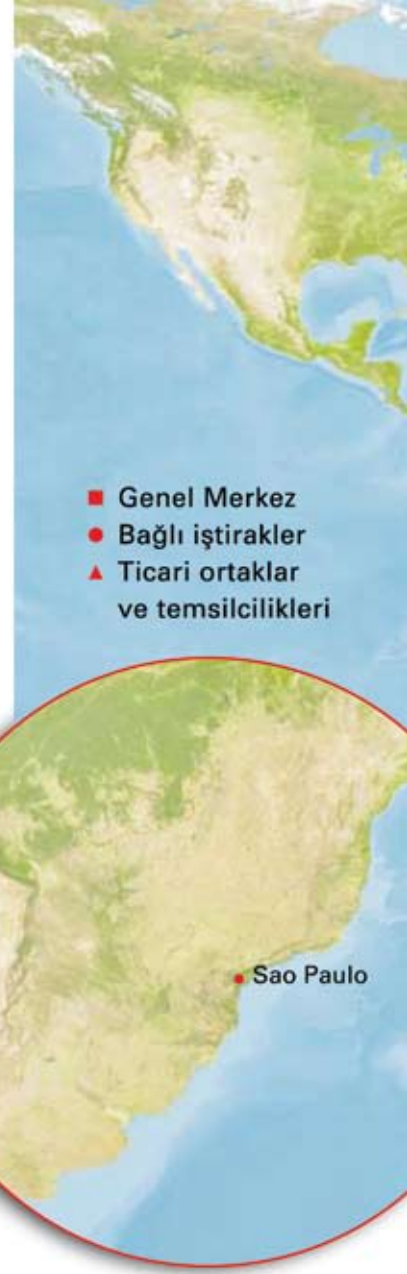 Genel Merkez
Bağlı iştirakler
Ticari ortaklar
ve temsilcilikleri
Sao Paulo